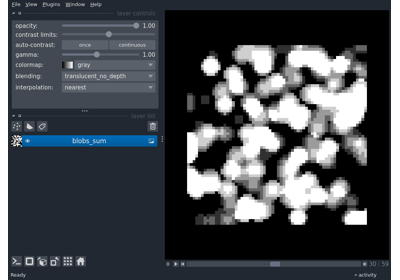 File View Plugins Window Help
layer controls
opacity: 1.00
contrast limits:
auto-contrast: once continuous
gamma: 1.00
colormap: gray
blending: translucent_no_depth
interpolation: nearest
layer list
blobs_sum
30 59
Ready activity